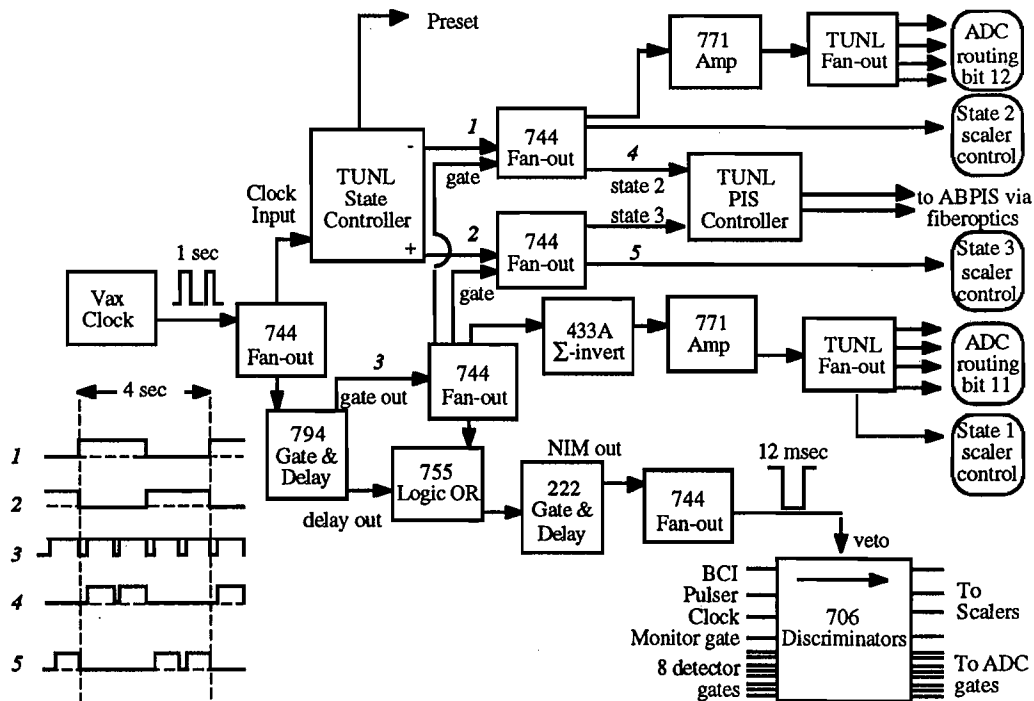 Preset
771
Amp
TUNL
Fan-out
ADC
routing
bit 12
1
-
744
Fan-out
State 2
scaler
control
TUNL
State
Controller
+
gate
4
state 2
TUNL
PIS
Controller
Clock
Input
to ABPIS via
fiberoptics
2
744
Fan-out
state 3
5
State 3
scaler
control
gate
1 sec
Vax
Clock
744
Fan-out
433A
Σ-invert
771
Amp
TUNL
Fan-out
ADC
routing
bit 11
3
gate out
744
Fan-out
4 sec
794
Gate &
Delay
State 1
scaler
control
755
Logic OR
delay out
NIM out
222
Gate &
Delay
744
Fan-out
12 msec
veto
1
2
3
4
5
BCI
Pulser
Clock
Monitor gate
8 detector
gates
706
Discriminators
To
Scalers
To ADC
gates